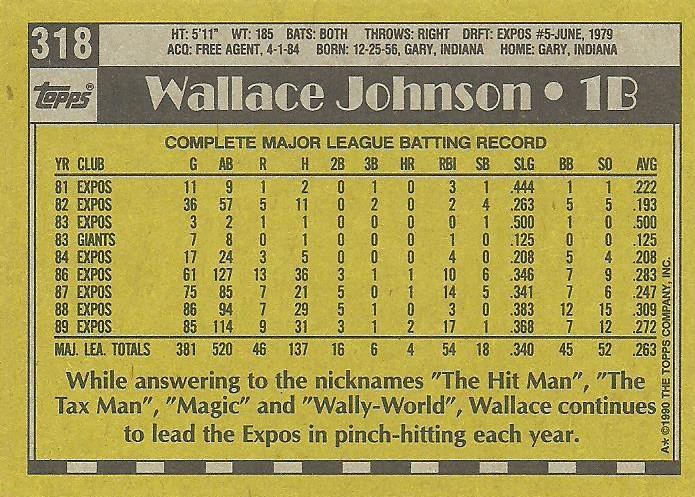 318
HT: 5'11" WT: 185 BATS: BOTH THROWS: RIGHT DRFT: EXPOS #5-JUNE, 1979
ACQ: FREE AGENT, 4-1-84 BORN: 12-25-56, GARY, INDIANA HOME: GARY, INDIANA
topps®
Wallace Johnson • 1B
COMPLETE MAJOR LEAGUE BATTING RECORD
YR CLUB G AB R H 2B 3B HR RBI SB SLG BB SO AVG
81 EXPOS 11 9 1 2 0 1 0 3 1 .444 1 1 .222
82 EXPOS 36 57 5 11 0 2 0 2 4 .263 5 5 .193
83 EXPOS 3 2 1 1 0 0 0 0 1 .500 1 0 .500
83 GIANTS 7 8 0 1 0 0 0 1 0 .125 0 0 .125
84 EXPOS 17 24 3 5 0 0 0 4 0 .208 5 4 .208
86 EXPOS 61 127 13 36 3 1 1 10 6 .346 7 9 .283
87 EXPOS 75 85 7 21 5 0 1 14 5 .341 7 6 .247
88 EXPOS 86 94 7 29 5 1 0 3 0 .383 12 15 .309
89 EXPOS 85 114 9 31 3 1 2 17 1 .368 7 12 .272
MAJ. LEA. TOTALS 381 520 46 137 16 6 4 54 18 .340 45 52 .263
While answering to the nicknames "The Hit Man", "The
Tax Man", "Magic" and "Wally-World", Wallace continues
to lead the Expos in pinch-hitting each year.
A* ©1990 THE TOPPS COMPANY, INC.